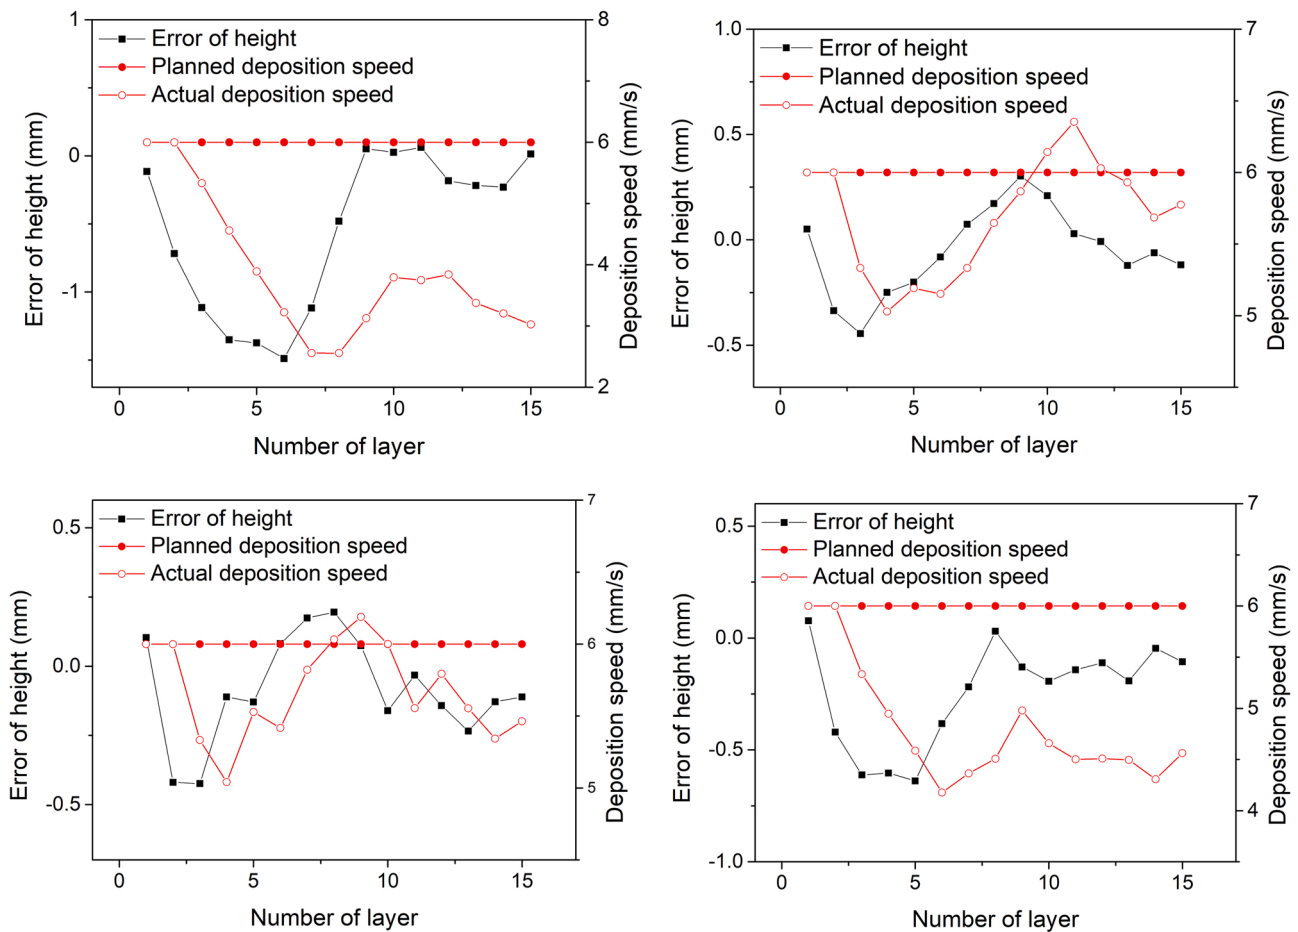 1
0
-1
Error of height (mm)
8
6
4
2
Deposition speed (mm/s)
Error of height
Planned deposition speed
Actual deposition speed
0
5
10
15
Number of layer
1.0
0.5
0.0
-0.5
Error of height (mm)
7
6
5
Deposition speed (mm/s)
Error of height
Planned deposition speed
Actual deposition speed
0
5
10
15
Number of layer
0.5
0.0
-0.5
Error of height (mm)
7
6
5
Deposition speed (mm/s)
Error of height
Planned deposition speed
Actual deposition speed
0
5
10
15
Number of layer
0.5
0.0
-0.5
-1.0
Error of height (mm)
7
6
5
4
Deposition speed (mm/s)
Error of height
Planned deposition speed
Actual deposition speed
0
5
10
15
Number of layer